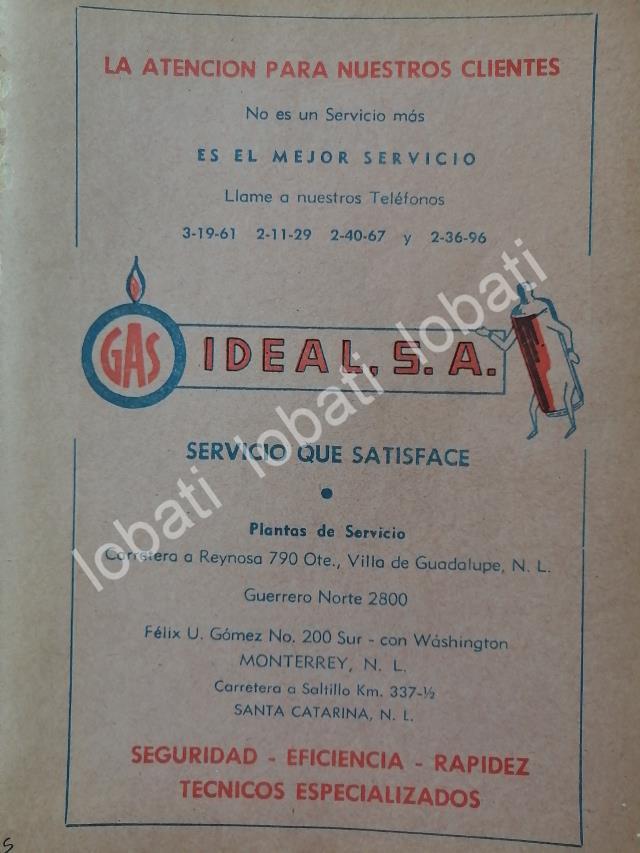 LA ATENCION PARA NUESTROS CLIENTES
No es un Servicio más
ES EL MEJOR SERVICIO
Llame a nuestros Teléfonos
3-19-61 2-11-29 2-40-67 y 2-36-96
GAS IDEAL, S. A.
lobati lobati lobati lobati
SERVICIO QUE SATISFACE
Plantas de Servicio
Carretera a Reynosa 790 Ote., Villa de Guadalupe, N. L.
Guerrero Norte 2800
Félix U. Gómez No. 200 Sur - con Wáshington
MONTERREY, N. L.
Carretera a Saltillo Km. 337-½
SANTA CATARINA, N. L.
SEGURIDAD - EFICIENCIA - RAPIDEZ
TECNICOS ESPECIALIZADOS